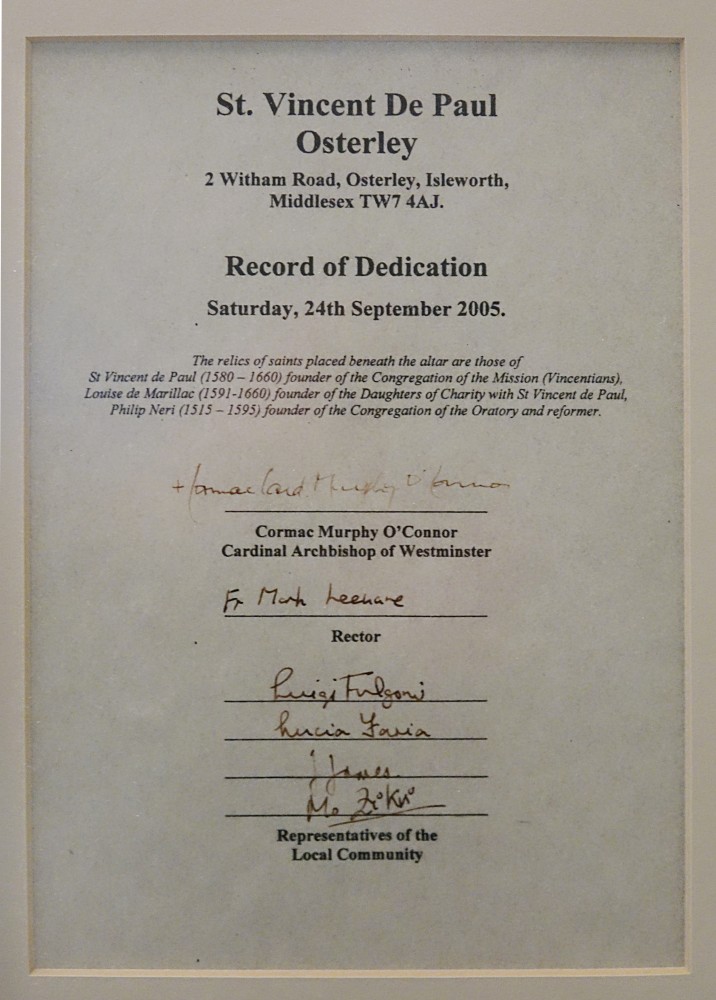 St. Vincent De Paul
Osterley
2 Witham Road, Osterley, Isleworth,
Middlesex TW7 4AJ.
Record of Dedication
Saturday, 24th September 2005.
The relics of saints placed beneath the altar are those of
St Vincent de Paul (1580 – 1660) founder of the Congregation of the Mission (Vincentians),
Louise de Marillac (1591-1660) founder of the Daughters of Charity with St Vincent de Paul,
Philip Neri (1515 – 1595) founder of the Congregation of the Oratory and reformer.
+ Cormac Card. Murphy O'Connor
Cormac Murphy O'Connor
Cardinal Archbishop of Westminster
Fr Mark Leenane
Rector
Luigi Fulgoni
Lucia Faria
J James
Representatives of the
Local Community